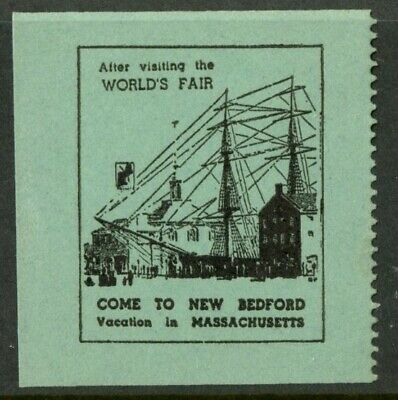 After visiting the
WORLD'S FAIR
COME TO NEW BEDFORD
Vacation in MASSACHUSETTS